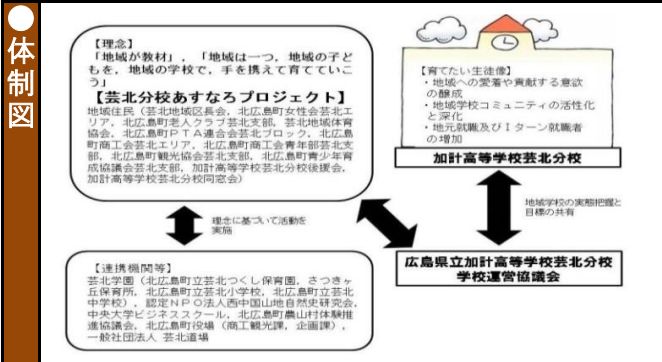 ●体制図
【理念】
「地域が教材」，「地域は一つ，地域の子ど
もを，地域の学校で，手を携えて育てていこ
う」
【芸北分校あすなろプロジェクト】
地域住民（芸北地域区長会，北広島町女性会芸北エ
リア，北広島町老人クラブ芸北支部，芸北地域体育
協会，北広島町ＰＴＡ連合会芸北ブロック，北広島
町商工会芸北エリア，北広島町商工会青年部芸北支
部，北広島町観光協会芸北支部，北広島町青少年育
成協議会芸北支部，加計高等学校芸北分校後援会，
加計高等学校芸北分校同窓会）
【育てたい生徒像】
・地域への愛着や貢献する意欲
の醸成
・地域学校コミュニティの活性化
と深化
・地元就職及びＩターン就職者
の増加
加計高等学校芸北分校
理念に基づいて活動を
実施
地域学校の実態把握と
目標の共有
【連携機関等】
芸北学園（北広島町立芸北つくし保育園，さつきヶ
丘保育所，北広島町立芸北小学校，北広島町立芸北
中学校），認定ＮＰＯ法人西中国山地自然史研究会，
中央大学ビジネススクール，北広島町農山村体験推
進協議会，北広島町役場（商工観光課，企画課），
一般社団法人 芸北道場
広島県立加計高等学校芸北分校
学校運営協議会